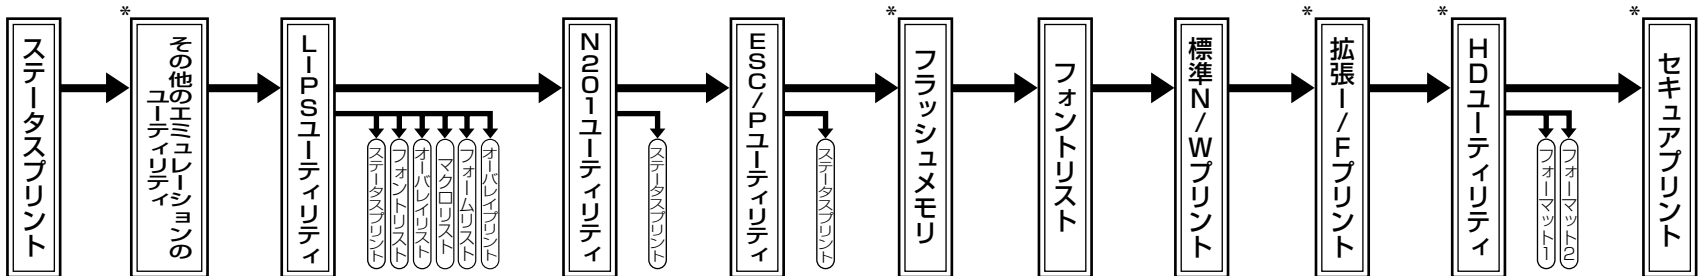 ステータスプリント
*
その他のエミュレーションの
ユーティリティ
LIPSユーティリティ
ステータスプリント
フォントリスト
オーバレイリスト
マクロリスト
フォームリスト
オーバレイプリント
N201ユーティリティ
ステータスプリント
ESC/Pユーティリティ
ステータスプリント
*
フラッシュメモリ
フォントリスト
標準N/Wプリント
*
拡張I/Fプリント
*
HDユーティリティ
フォーマット1
フォーマット2
*
セキュアプリント